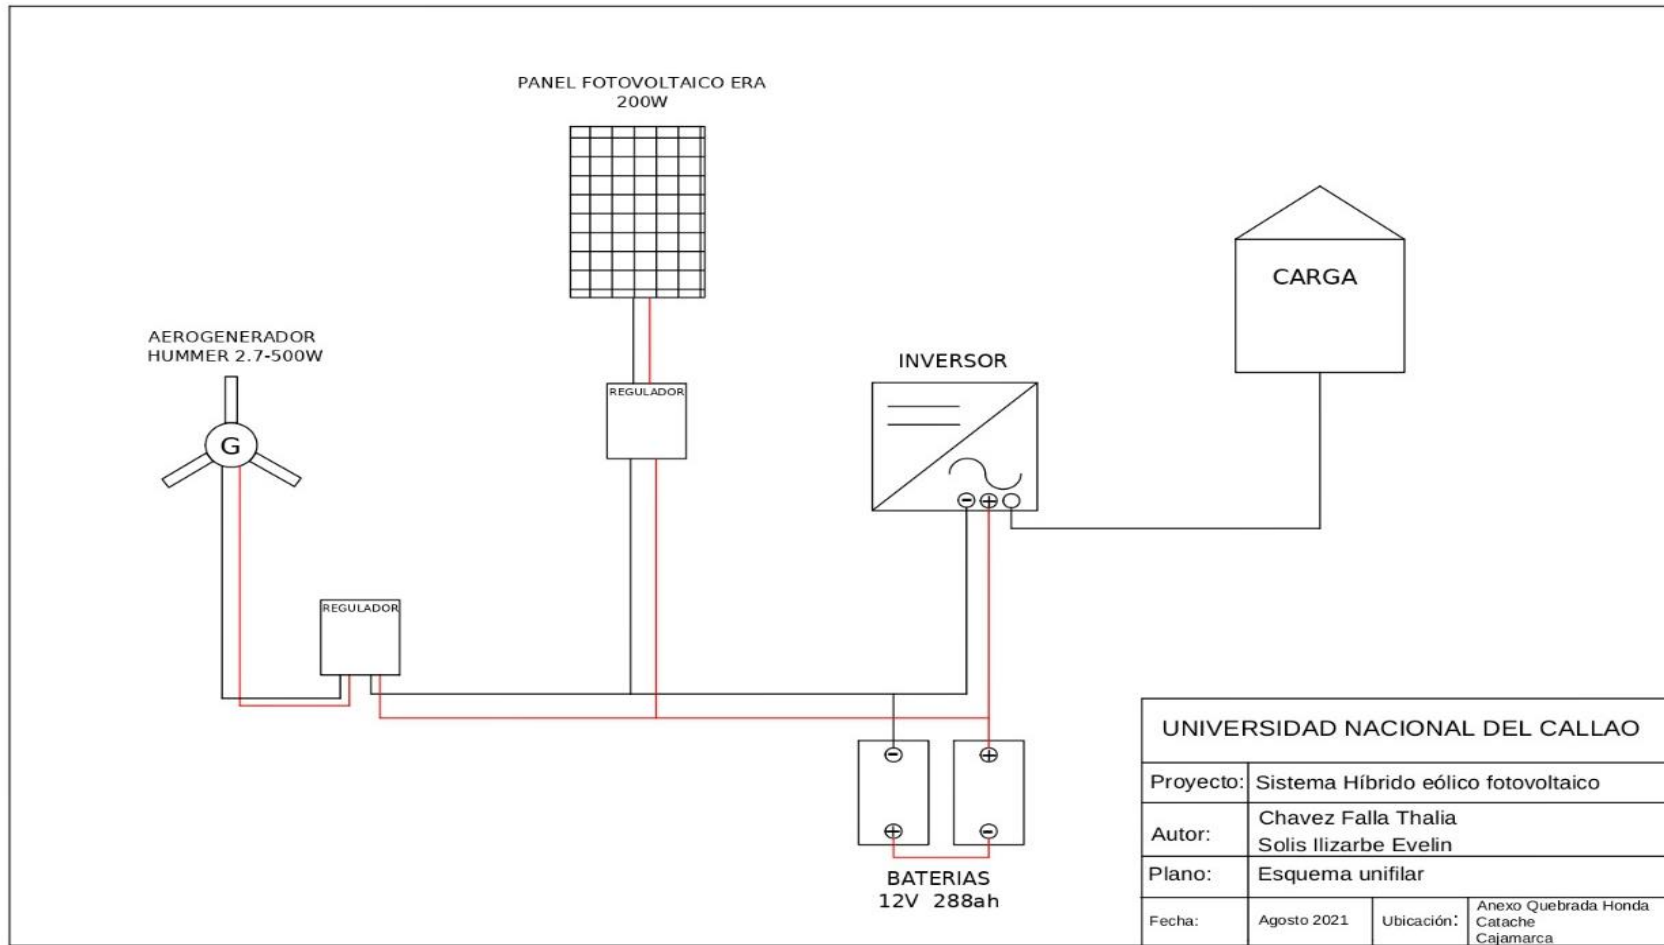 PANEL FOTOVOLTAICO ERA
200W
AEROGENERADOR
HUMMER 2.7-500W
G
REGULADOR
REGULADOR
INVERSOR
CARGA
BATERIAS
12V 288ah
UNIVERSIDAD NACIONAL DEL CALLAO
Proyecto: Sistema Híbrido eólico fotovoltaico
Autor: Chavez Falla Thalia
Solis Ilizarbe Evelin
Plano: Esquema unifilar
Fecha: Agosto 2021 Ubicación: Anexo Quebrada Honda
Catache
Cajamarca